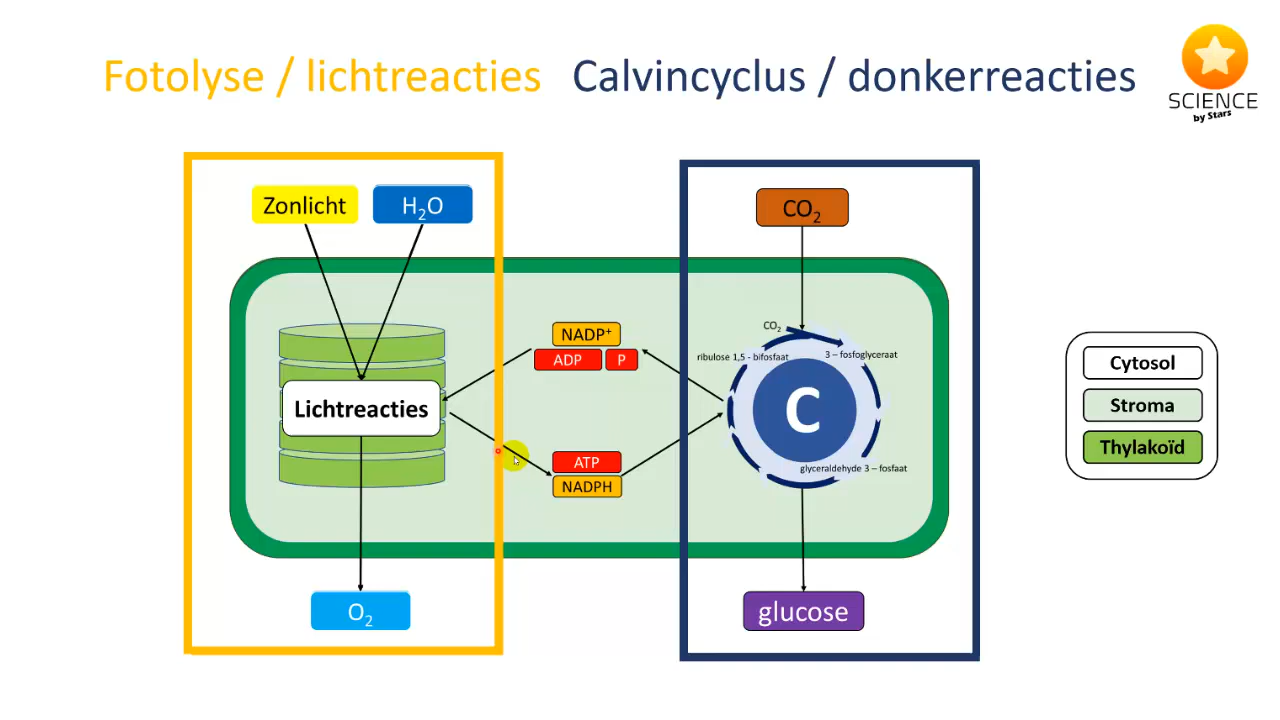 Fotolyse / lichtreacties
Calvincyclus / donkerreacties
SCIENCE
by Stars
Zonlicht
H₂O
CO₂
NADP⁺
ADP
P
CO₂
ribulose 1,5 - bifosfaat
3 – fosfoglyceraat
C
Lichtreacties
ATP
NADPH
glyceraldehyde 3 – fosfaat
O₂
glucose
Cytosol
Stroma
Thylakoïd